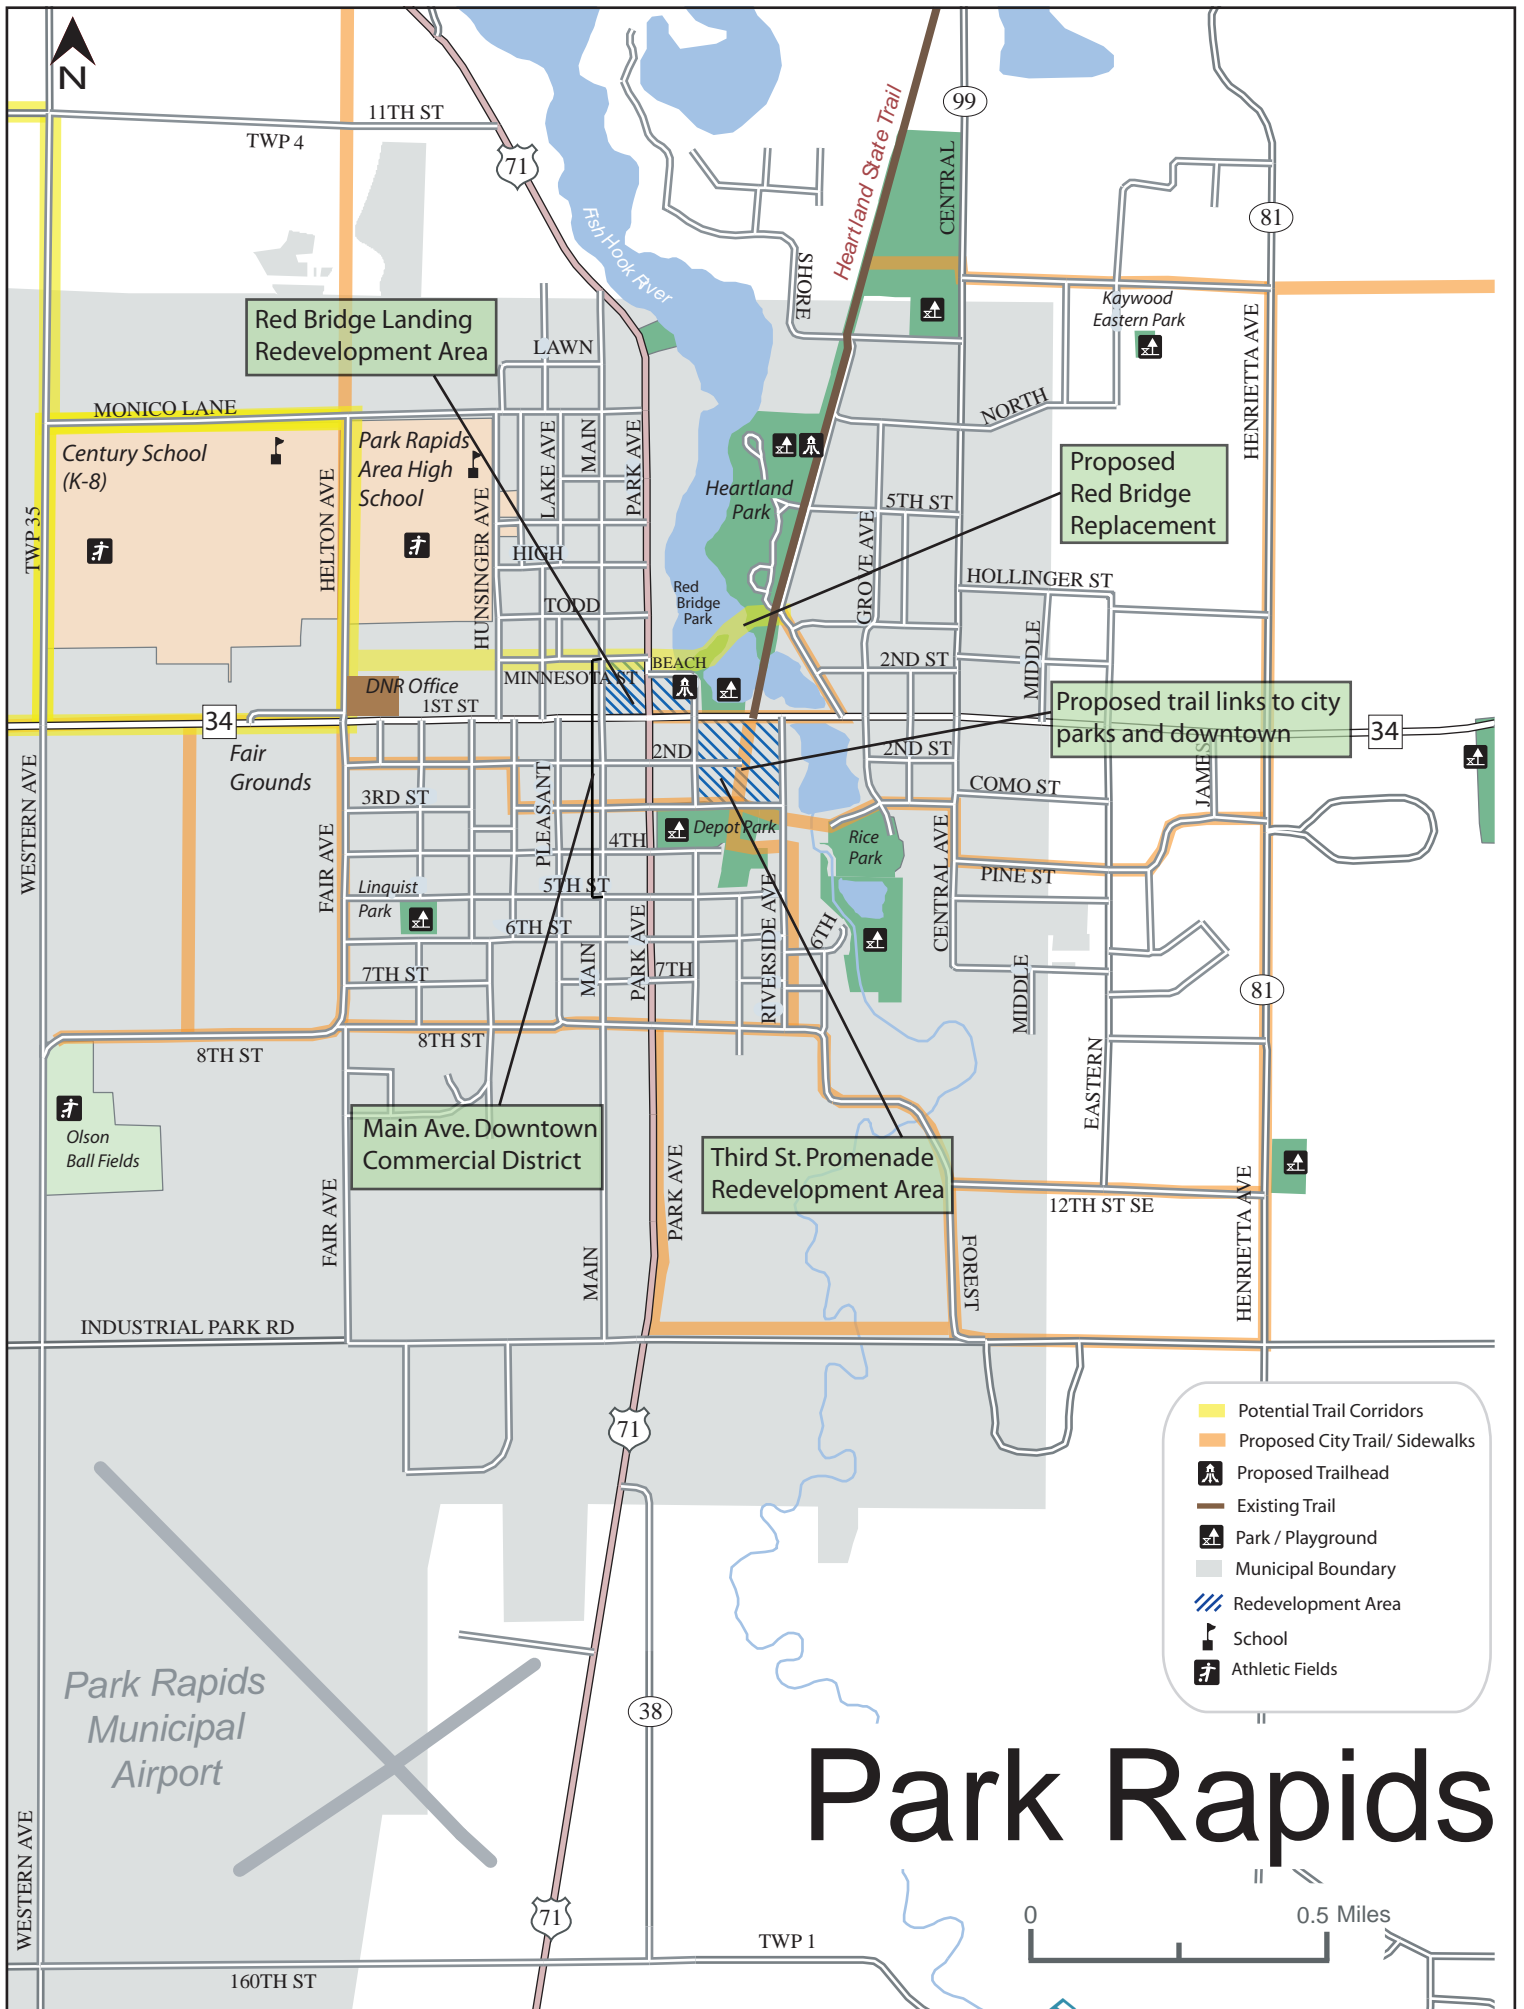 N
11TH ST
TWP 4
71
99
CENTRAL
81
Heartland State Trail
Fish Hook River
SHORE
Kaywood
Eastern Park
HENRIETTA AVE
Red Bridge Landing
Redevelopment Area
LAWN
MONICO LANE
NORTH
Century School
(K-8)
Park Rapids
Area High
School
LAKE AVE
MAIN
PARK AVE
Heartland
Park
Proposed
Red Bridge
Replacement
TWP 35
HELTON AVE
HUNSINGER AVE
5TH ST
GROVE AVE
HIGH
HOLLINGER ST
TODD
Red
Bridge
Park
MIDDLE
BEACH
2ND ST
MINNESOTA ST
DNR Office
1ST ST
34
Proposed trail links to city
parks and downtown
34
Fair
Grounds
2ND
2ND ST
JAMES
WESTERN AVE
3RD ST
PLEASANT
COMO ST
FAIR AVE
4TH
Depot Park
Rice
Park
CENTRAL AVE
PINE ST
Linquist
Park
5TH ST
6TH ST
RIVERSIDE AVE
6TH
7TH ST
MAIN
PARK AVE
7TH
MIDDLE
81
8TH ST
8TH ST
EASTERN
Olson
Ball Fields
Main Ave. Downtown
Commercial District
Third St. Promenade
Redevelopment Area
PARK AVE
FAIR AVE
MAIN
12TH ST SE
HENRIETTA AVE
FOREST
INDUSTRIAL PARK RD
71
Potential Trail Corridors
Proposed City Trail/ Sidewalks
Proposed Trailhead
Existing Trail
Park / Playground
Municipal Boundary
Redevelopment Area
School
Athletic Fields
Park Rapids
Municipal
Airport
38
Park Rapids
WESTERN AVE
71
0
0.5 Miles
TWP 1
160TH ST